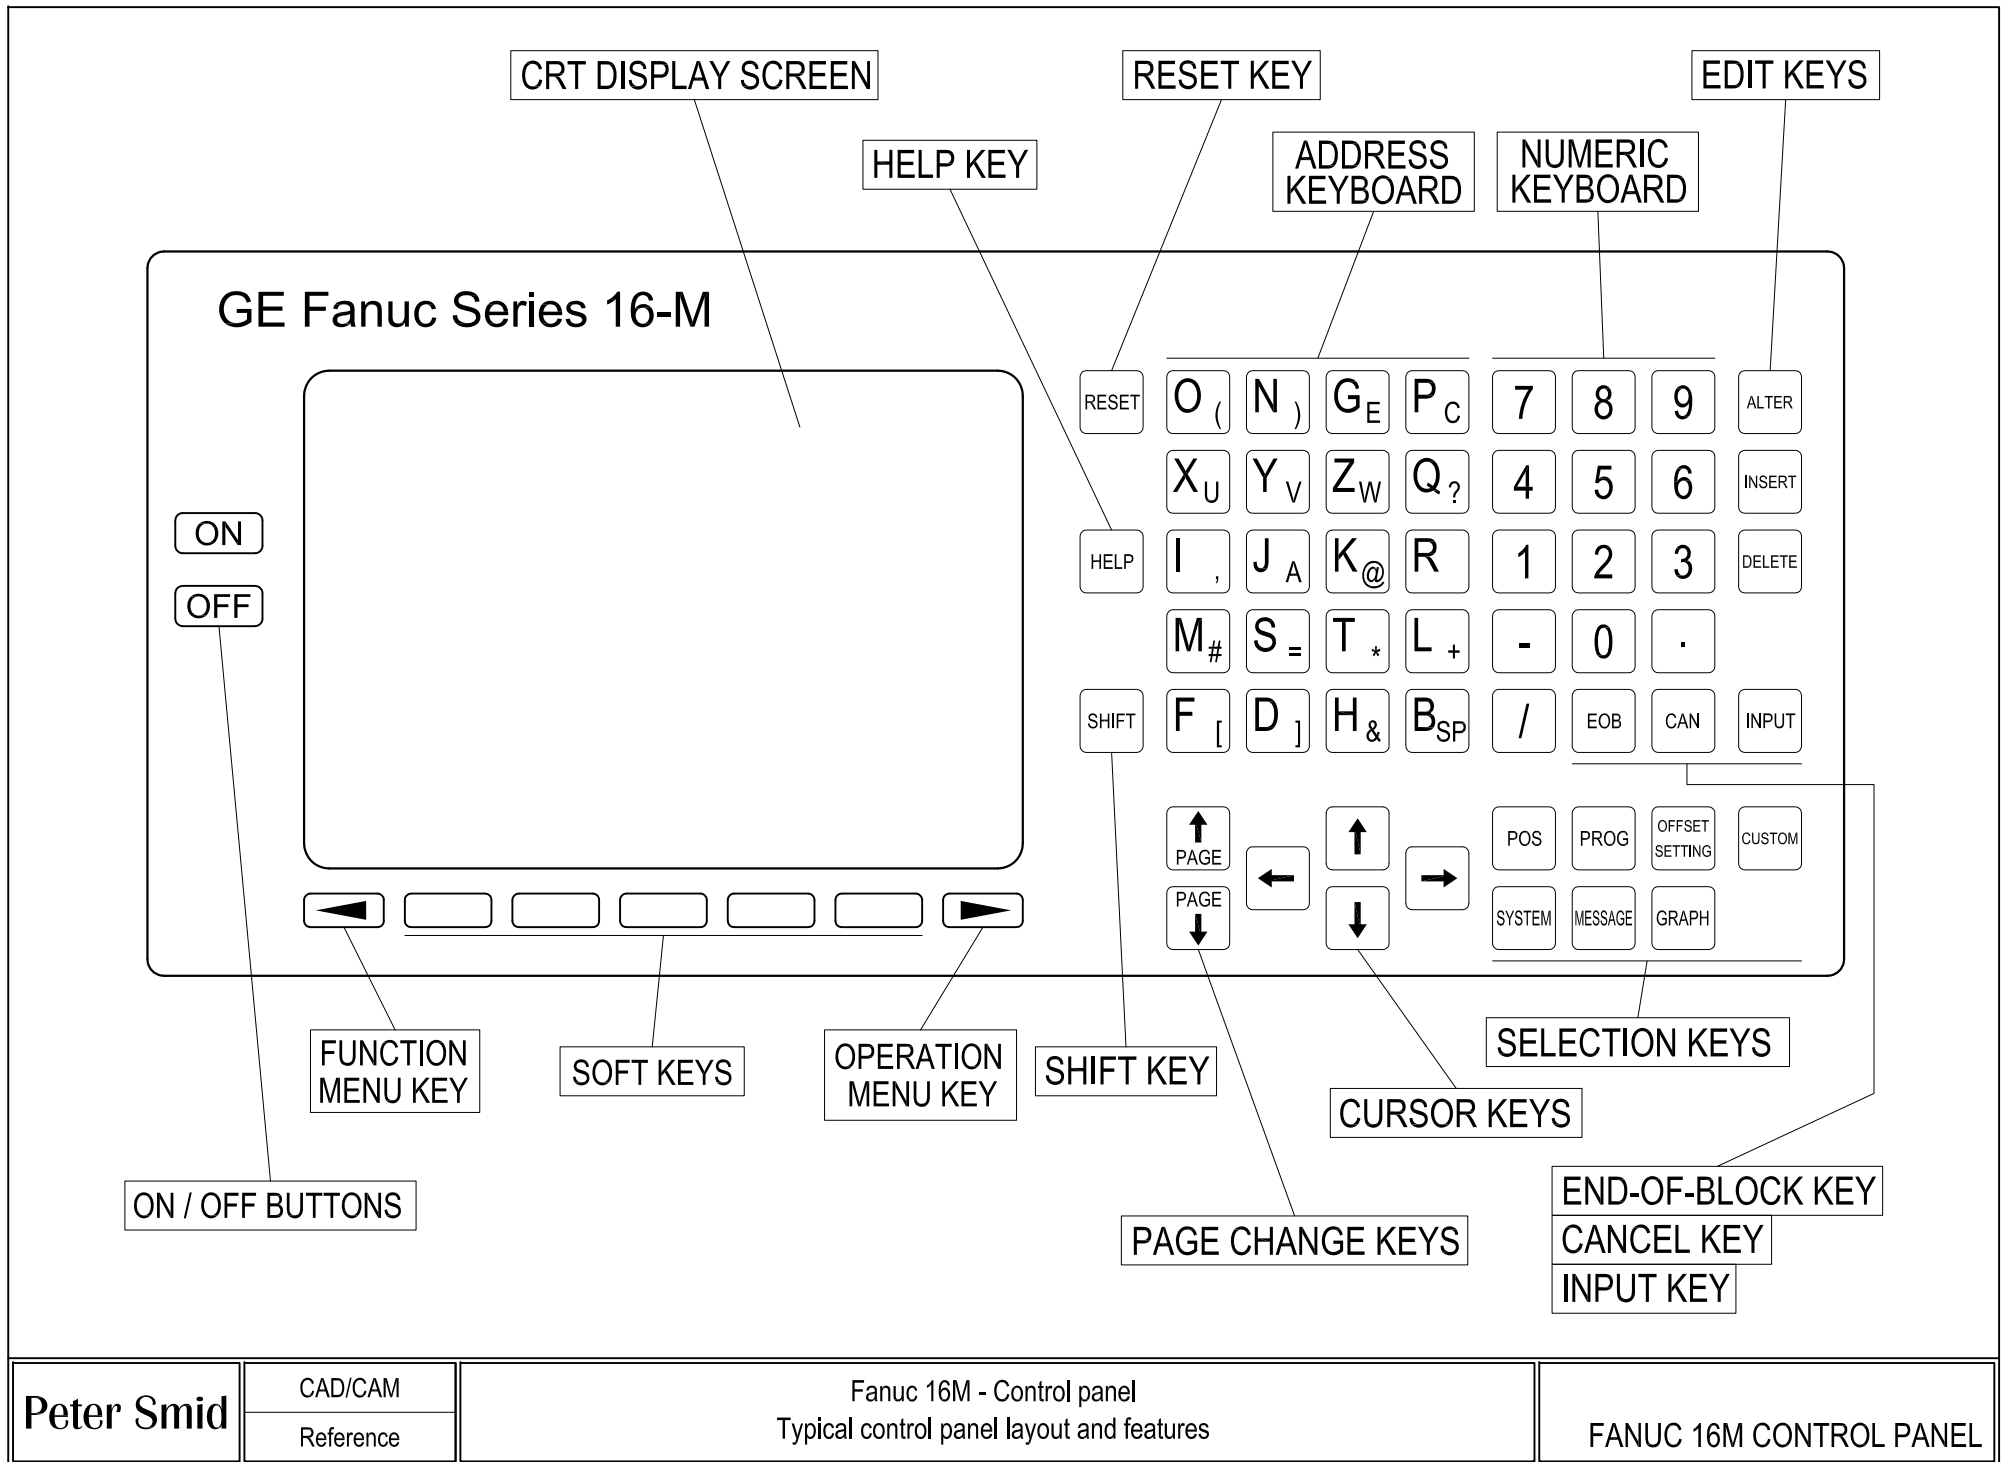 CRT DISPLAY SCREEN
RESET KEY
EDIT KEYS
HELP KEY
ADDRESS
KEYBOARD
NUMERIC
KEYBOARD
GE Fanuc Series 16-M
RESET
O (
N )
G E
P C
7
8
9
ALTER
X U
Y V
Z W
Q ?
4
5
6
INSERT
ON
HELP
I ,
J A
K @
R
1
2
3
DELETE
OFF
M #
S =
T *
L +
-
0
.
SHIFT
F [
D ]
H &
B SP
/
EOB
CAN
INPUT
PAGE
POS
PROG
OFFSET
SETTING
CUSTOM
PAGE
SYSTEM
MESSAGE
GRAPH
FUNCTION
MENU KEY
SOFT KEYS
OPERATION
MENU KEY
SHIFT KEY
SELECTION KEYS
CURSOR KEYS
ON / OFF BUTTONS
PAGE CHANGE KEYS
END-OF-BLOCK KEY
CANCEL KEY
INPUT KEY
Peter Smid
CAD/CAM
Reference
Fanuc 16M - Control panel
Typical control panel layout and features
FANUC 16M CONTROL PANEL